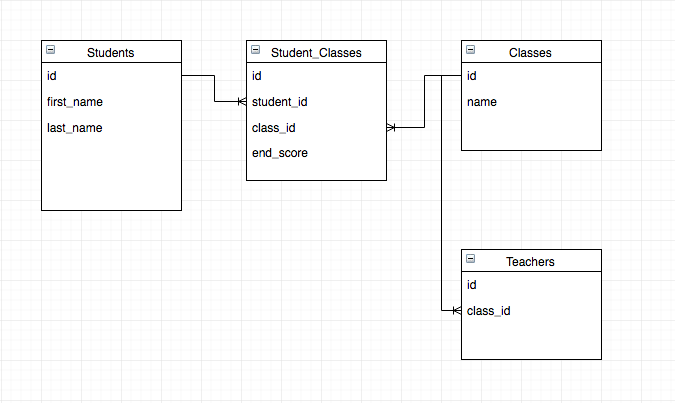 Students
id
first_name
last_name
Student_Classes
id
student_id
class_id
end_score
Classes
id
name
Teachers
id
class_id